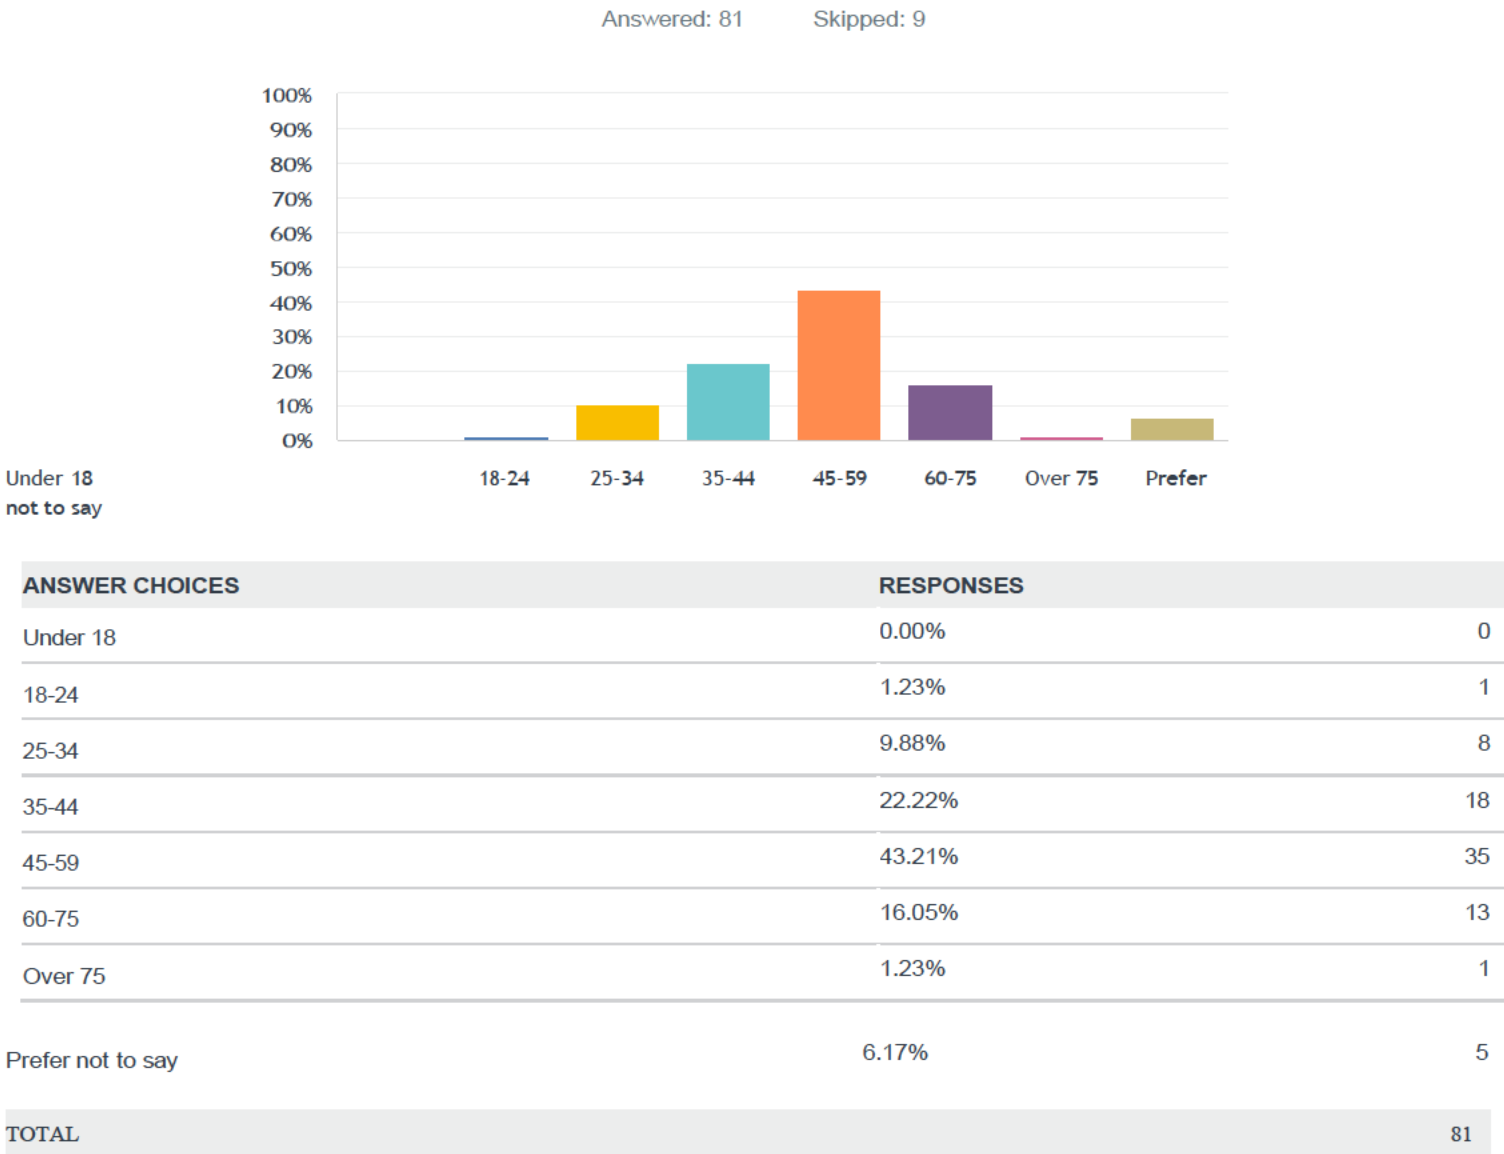 Answered: 81 Skipped: 9
100%
90%
80%
70%
60%
50%
40%
30%
20%
10%
0%
Under 18 18-24 25-34 35-44 45-59 60-75 Over 75 Prefer
not to say
ANSWER CHOICES RESPONSES
Under 18 0.00% 0
18-24 1.23% 1
25-34 9.88% 8
35-44 22.22% 18
45-59 43.21% 35
60-75 16.05% 13
Over 75 1.23% 1
Prefer not to say 6.17% 5
TOTAL 81